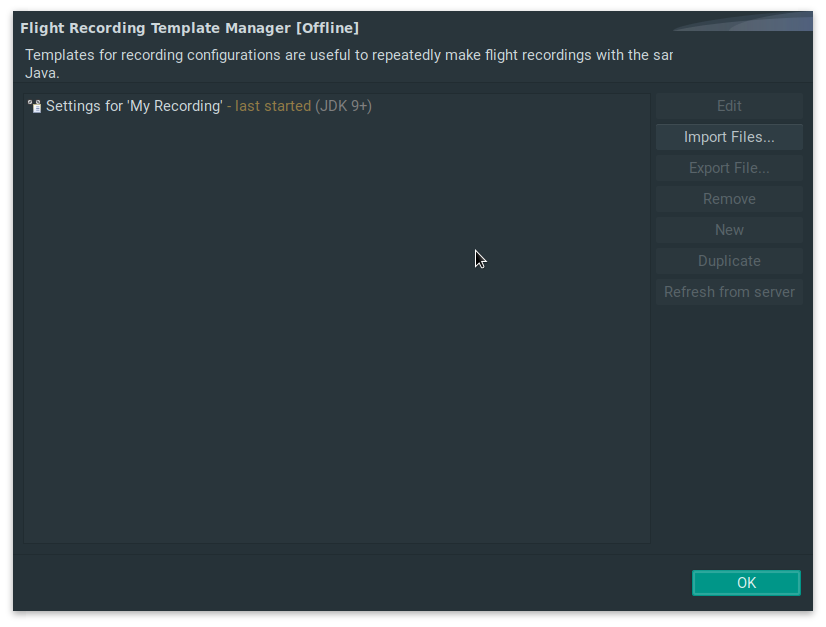 Flight Recording Template Manager [Offline]
Templates for recording configurations are useful to repeatedly make flight recordings with the sar
Java.
Settings for 'My Recording' - last started (JDK 9+)
Edit
Import Files...
Export File...
Remove
New
Duplicate
Refresh from server
OK